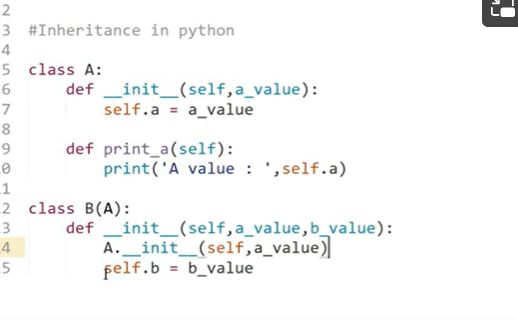 2
3 #Inheritance in python
4
5 class A:
6     def __init__(self,a_value):
7         self.a = a_value
8
9     def print_a(self):
0         print('A value : ',self.a)
1
2 class B(A):
3     def __init__(self,a_value,b_value):
4         A.__init__(self,a_value)
5         self.b = b_value